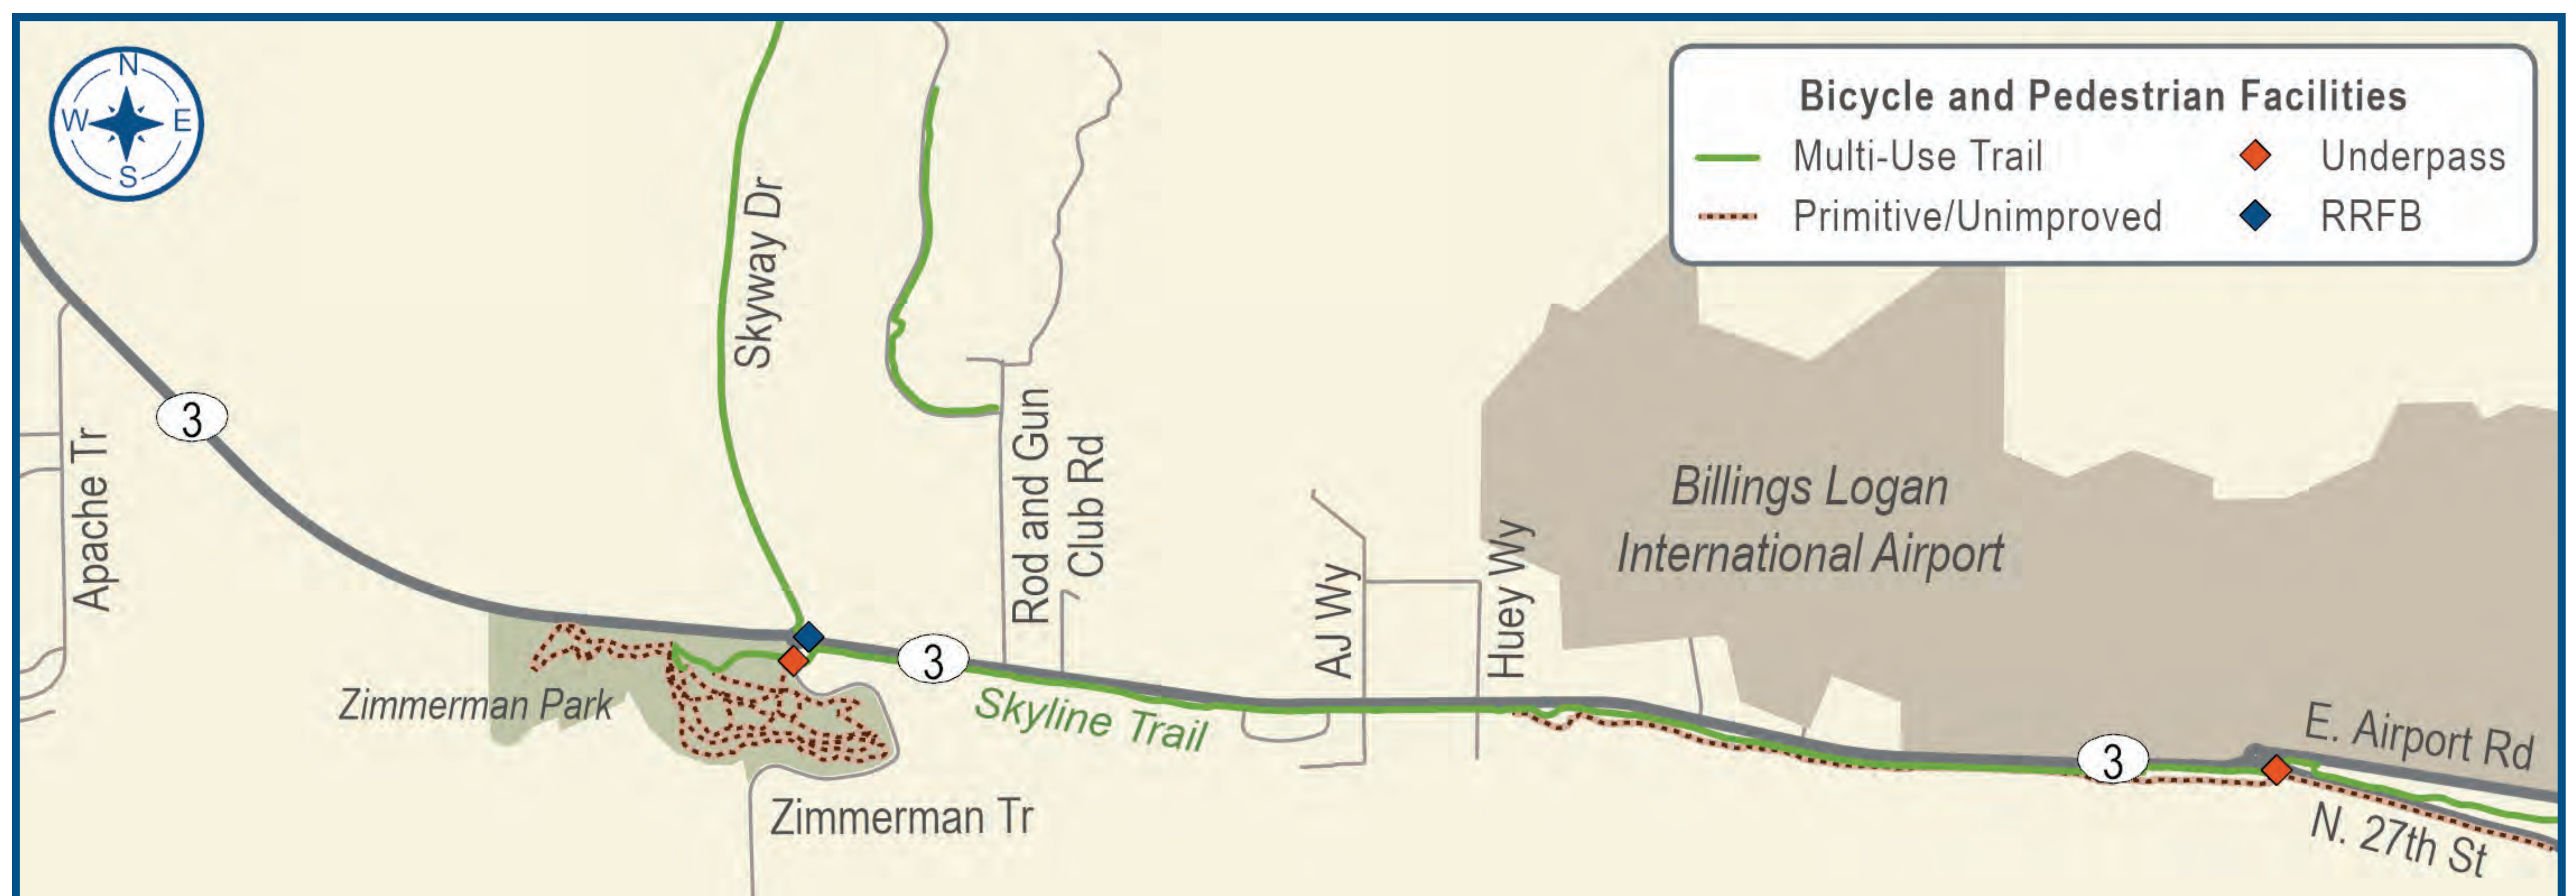 N
W E
S
Bicycle and Pedestrian Facilities
Multi-Use Trail
Underpass
Primitive/Unimproved
RRFB
Skyway Dr
3
Apache Tr
Rod and Gun
Club Rd
Billings Logan
International Airport
AJ Wy
Huey Wy
3
Zimmerman Park
Skyline Trail
Zimmerman Tr
3
E. Airport Rd
N. 27th St